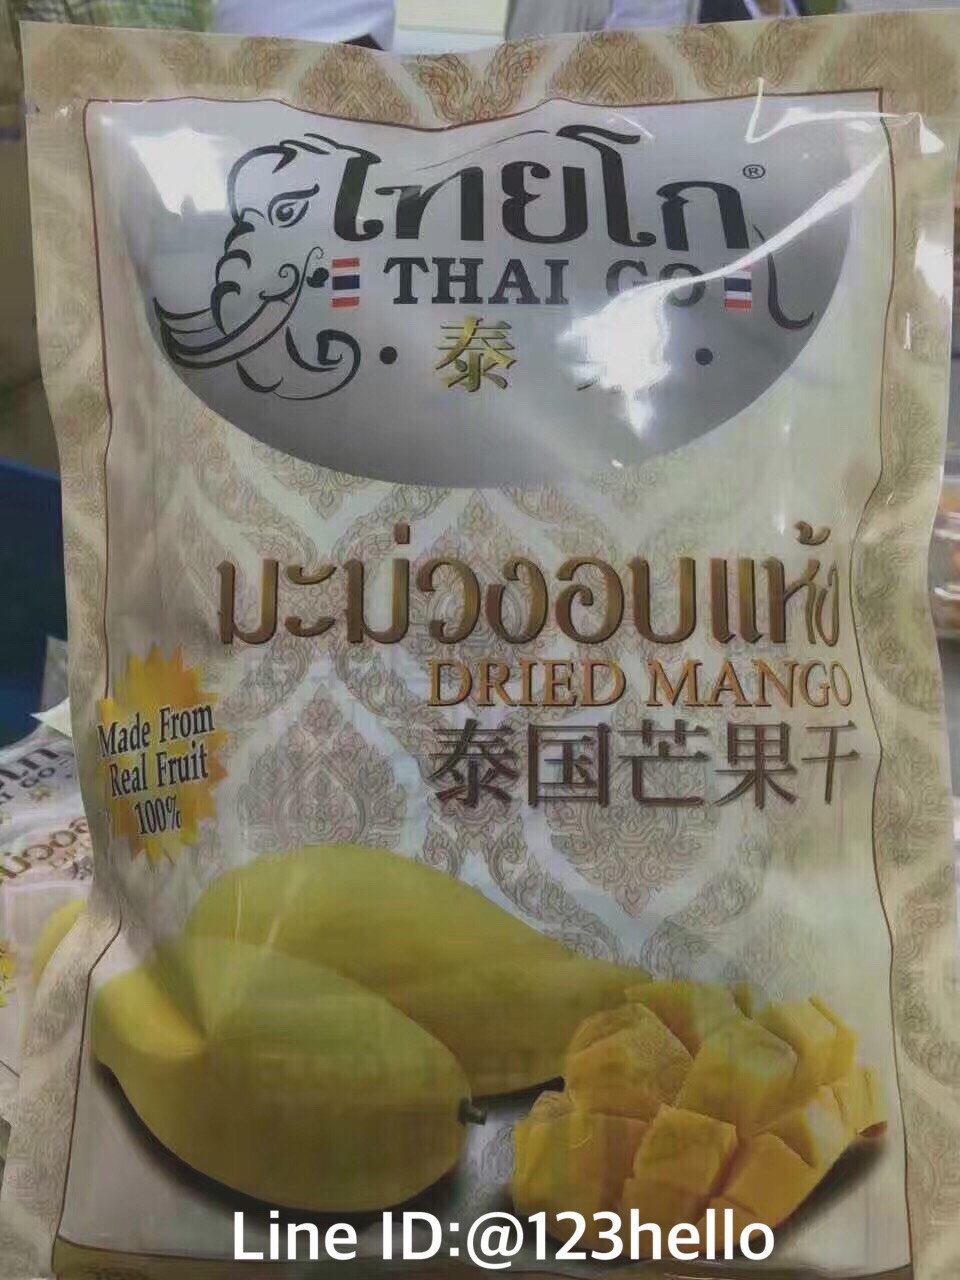 ไทยโก®
THAI GO
泰
มะม่วงอบแห้ง
DRIED MANGO
泰国芒果干
Made From
Real Fruit
100%
Line ID:@123hello